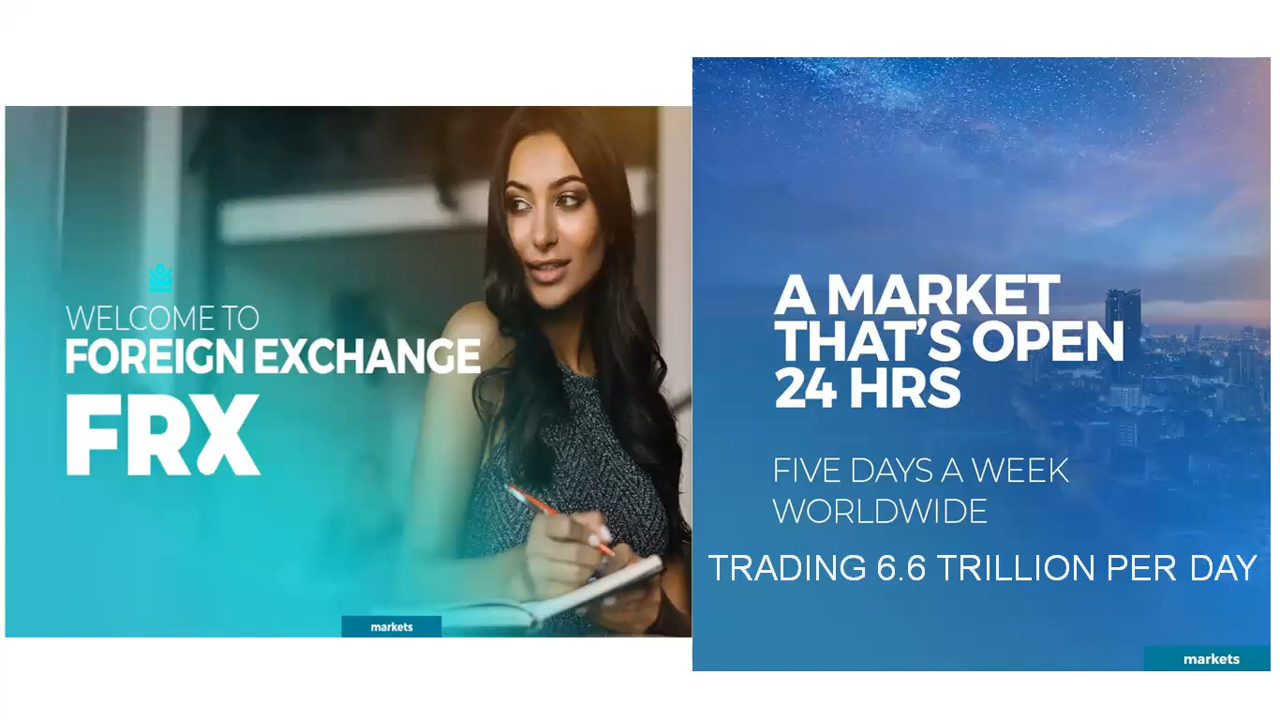 WELCOME TO
FOREIGN EXCHANGE
FRX
markets
A MARKET
THAT'S OPEN
24 HRS
FIVE DAYS A WEEK
WORLDWIDE
TRADING 6.6 TRILLION PER DAY
markets